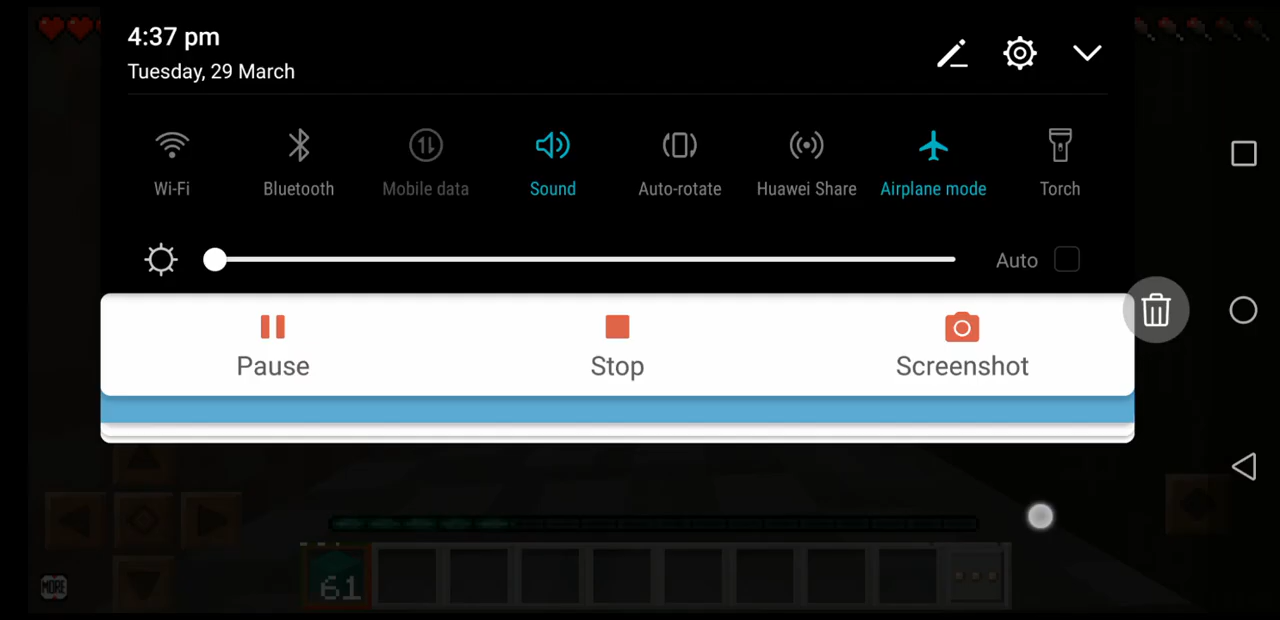 4:37 pm
Tuesday, 29 March
Wi-Fi
Bluetooth
Mobile data
Sound
Auto-rotate
Huawei Share
Airplane mode
Torch
Auto
Pause
Stop
Screenshot
61
MORE